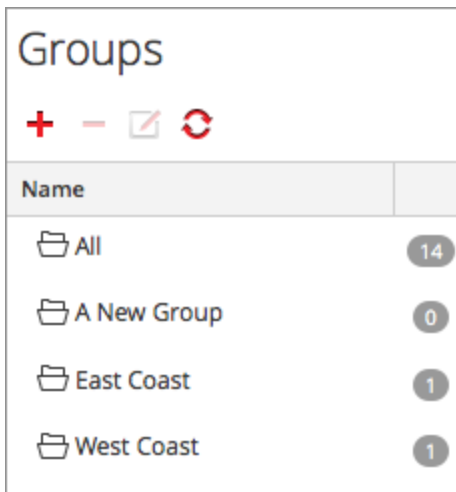 Groups
Name
All 14
A New Group 0
East Coast 1
West Coast 1